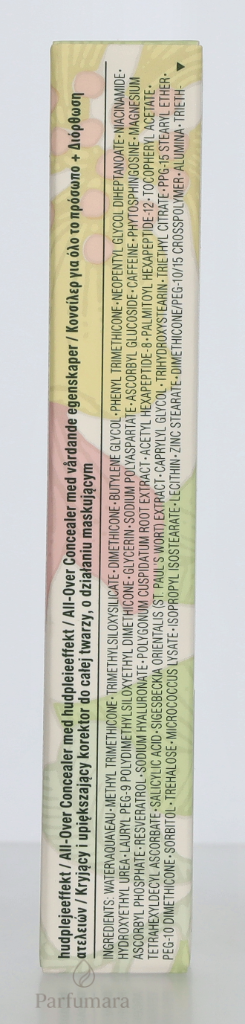 hudplejeeffekt / All-Over Concealer med hudpleieeffekt / All-Over Concealer med vårdande egenskaper / Κονσίλερ για όλο το πρόσωπο + Διόρθωση
ατελειών / Kryjący i upiększający korektor do całej twarzy, o działaniu maskującym
INGREDIENTS: WATER\AQUA\EAU • METHYL TRIMETHICONE • TRIMETHYLSILOXYSILICATE • DIMETHICONE • BUTYLENE GLYCOL • PHENYL TRIMETHICONE • NEOPENTYL GLYCOL DIHEPTANOATE • NIACINAMIDE •
HYDROXYETHYL UREA • LAURYL PEG-9 POLYDIMETHYLSILOXYETHYL DIMETHICONE • GLYCERIN • SODIUM POLYASPARTATE • ASCORBYL GLUCOSIDE • CAFFEINE • PHYTOSPHINGOSINE • MAGNESIUM
ASCORBYL PHOSPHATE • RESVERATROL • SODIUM HYALURONATE • POLYGONUM CUSPIDATUM ROOT EXTRACT • ACETYL HEXAPEPTIDE-8 • PALMITOYL HEXAPEPTIDE-12 • TOCOPHERYL ACETATE •
TETRAHEXYLDECYL ASCORBATE • SALICYLIC ACID • SIGESBECKIA ORIENTALIS (ST. PAUL'S WORT) EXTRACT • CAPRYLYL GLYCOL • TRIHYDROXYSTEARIN • TRIETHYL CITRATE • PPG-15 STEARYL ETHER •
PEG-10 DIMETHICONE • SORBITOL • TREHALOSE • MICROCOCCUS LYSATE • ISOPROPYL ISOSTEARATE • LECITHIN • ZINC STEARATE • DIMETHICONE/PEG-10/15 CROSSPOLYMER • ALUMINA • TRIETH-
Parfumara